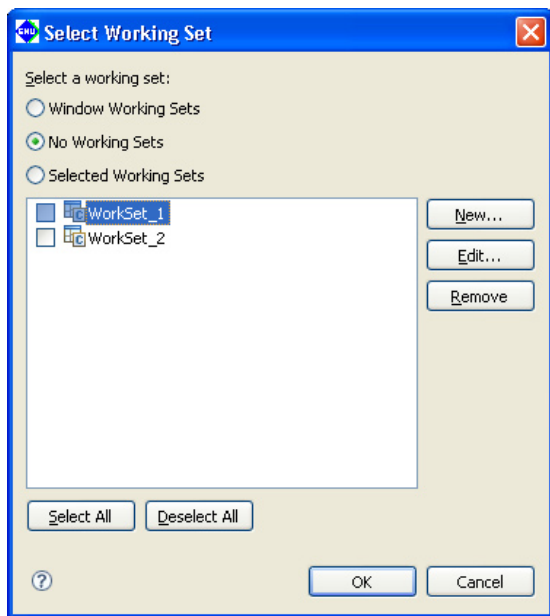 GNU Select Working Set
Select a working set:
Window Working Sets
No Working Sets
Selected Working Sets
WorkSet_1
WorkSet_2
New...
Edit...
Remove
Select All
Deselect All
?
OK
Cancel